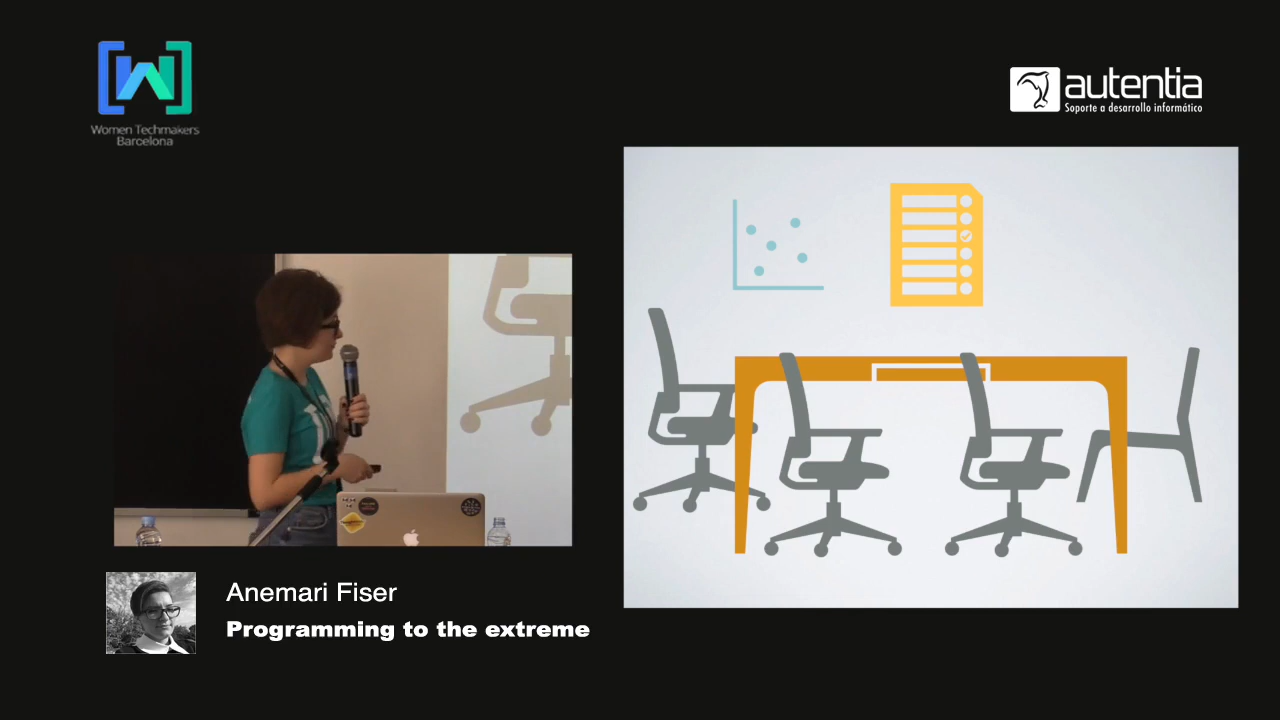 Women Techmakers
Barcelona
autentia
Soporte a desarrollo informático
Anemari Fiser
Programming to the extreme